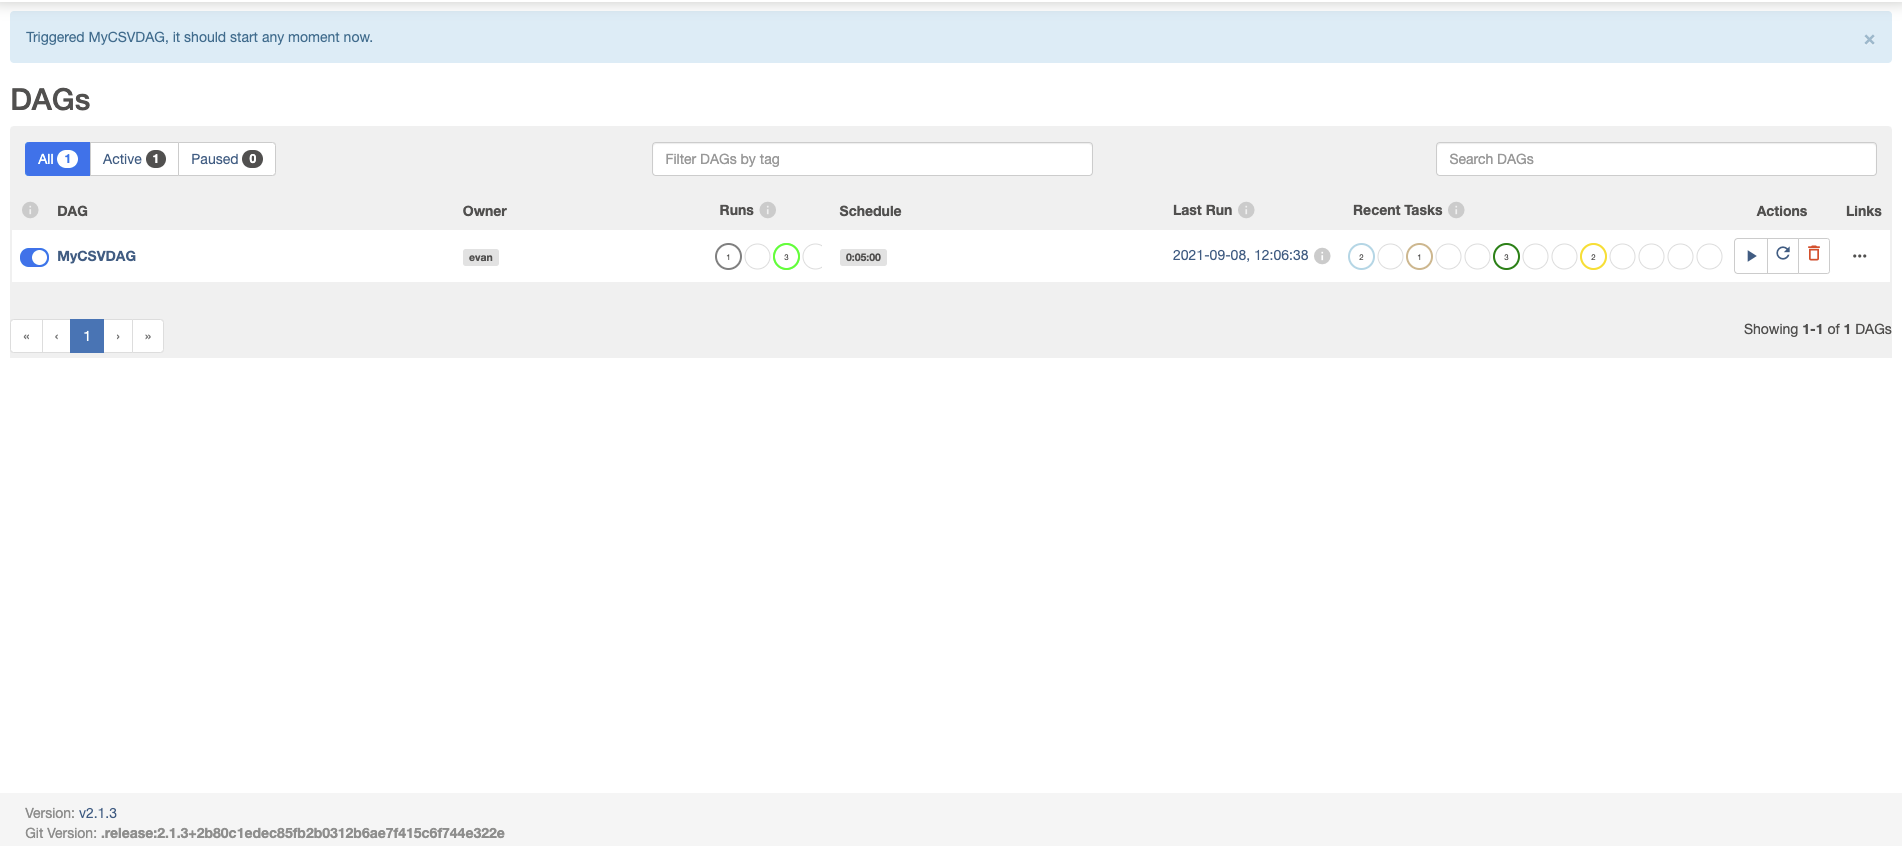 Triggered MyCSVDAG, it should start any moment now.
×
DAGs
All 1 Active 1 Paused 0 Filter DAGs by tag Search DAGs
i DAG Owner Runs i Schedule Last Run i Recent Tasks i Actions Links
MyCSVDAG evan 1 3 0:05:00 2021-09-08, 12:06:38 i 2 1 3 2 ...
« ‹ 1 › » Showing 1-1 of 1 DAGs
Version: v2.1.3
Git Version: .release:2.1.3+2b80c1edec85fb2b0312b6ae7f415c6f744e322e